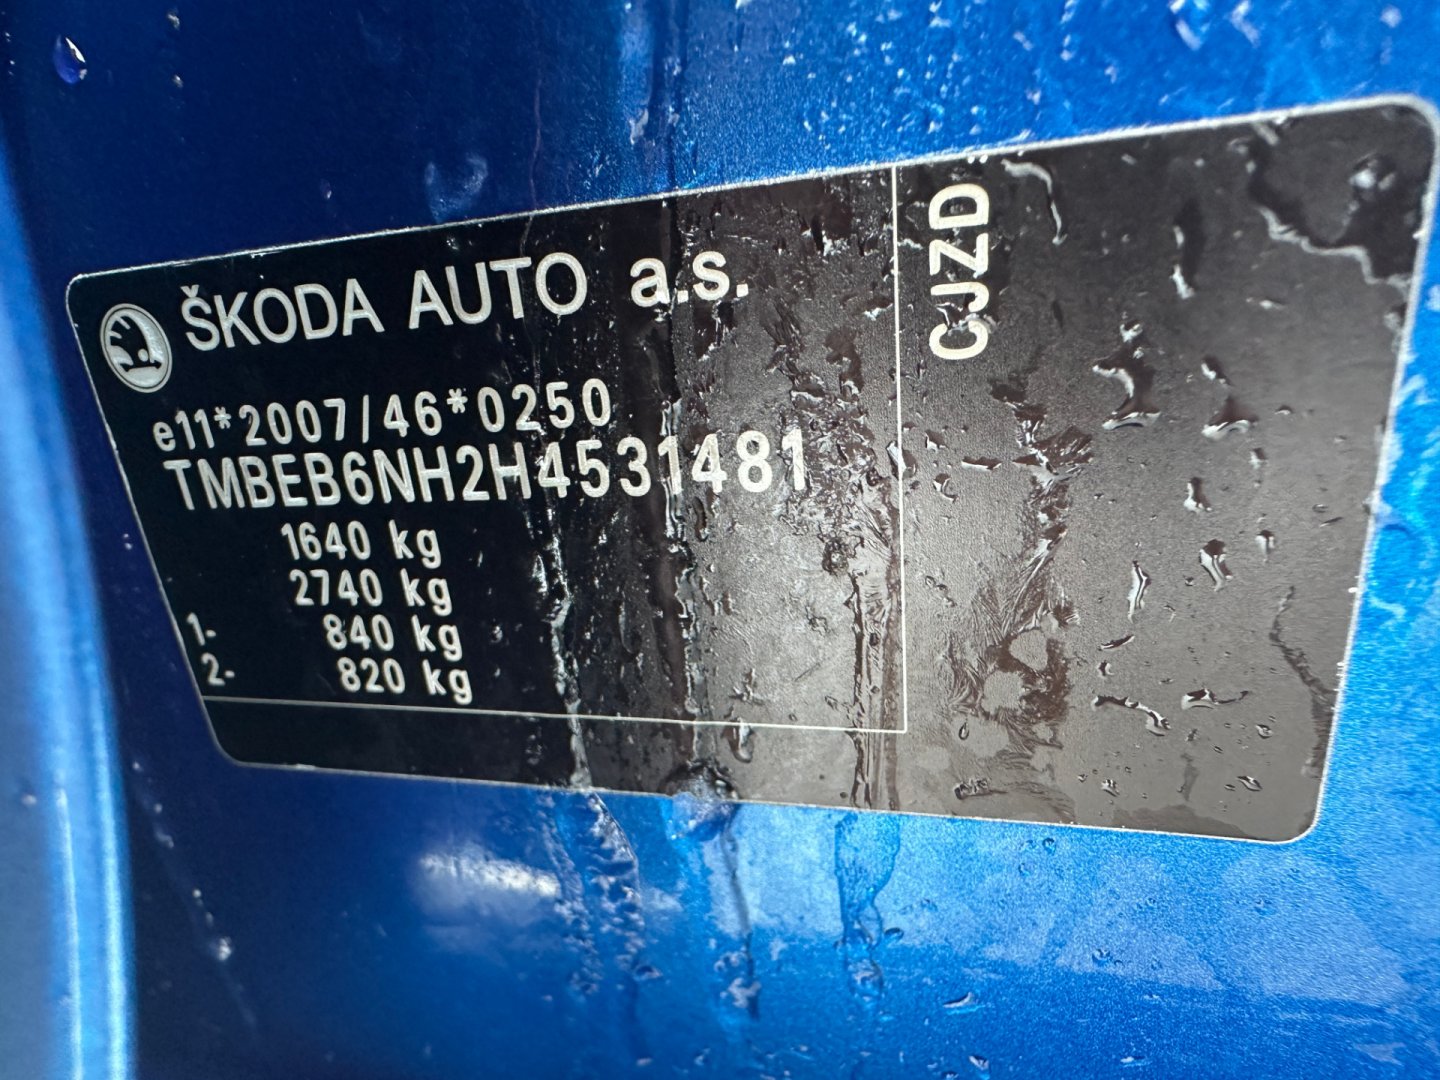 ŠKODA AUTO a.s.
e11*2007/46*0250
TMBEB6NH2H4531481
1640 kg
2740 kg
1- 840 kg
2- 820 kg
CJZD